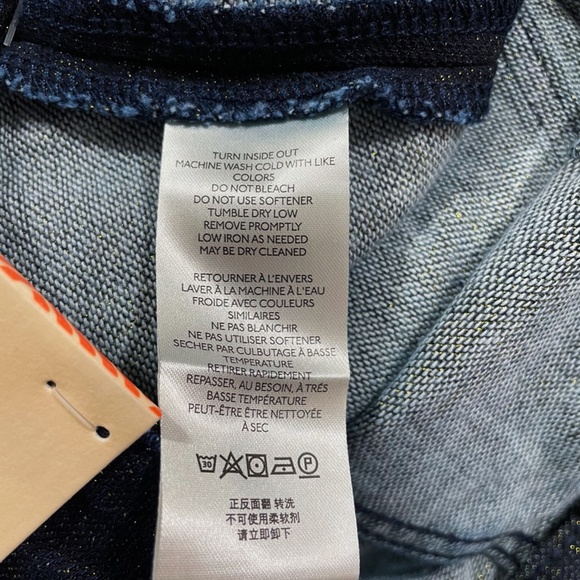 TURN INSIDE OUT
MACHINE WASH COLD WITH LIKE
COLORS
DO NOT BLEACH
DO NOT USE SOFTENER
TUMBLE DRY LOW
REMOVE PROMPTLY
LOW IRON AS NEEDED
MAY BE DRY CLEANED
RETOURNER À L'ENVERS
LAVER À LA MACHINE À L'EAU
FROIDE AVEC COULEURS
SIMILAIRES
NE PAS BLANCHIR
NE PAS UTILISER SOFTENER
SECHER PAR CULBUTAGE À BASSE
TEMPERATURE
RETIRER RAPIDEMENT
REPASSER, AU BESOIN, À TRÉS
BASSE TEMPÉRATURE
PEUT-ÊTRE ÊTRE NETTOYÉE
À SEC
30 P
正反面翻 转洗
不可使用柔软剂
请立即卸下